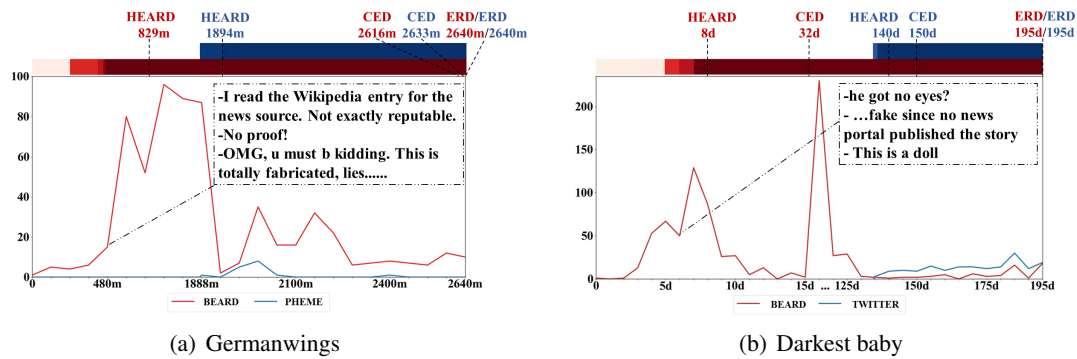 HEARD HEARD CED CED ERD/ERD
829m 1894m 2616m 2633m 2640m/2640m
100
80
60
40
20
0
-I read the Wikipedia entry for the
news source. Not exactly reputable.
-No proof!
-OMG, u must b kidding. This is
totally fabricated, lies......
0 480m 1888m 2100m 2400m 2640m
BEARD PHEME
(a) Germanwings
HEARD CED HEARD CED ERD/ERD
8d 32d 140d 150d 195d/195d
200
150
100
50
0
-he got no eyes?
- ...fake since no news
portal published the story
- This is a doll
0 5d 10d 15d ... 125d 150d 175d 195d
BEARD TWITTER
(b) Darkest baby